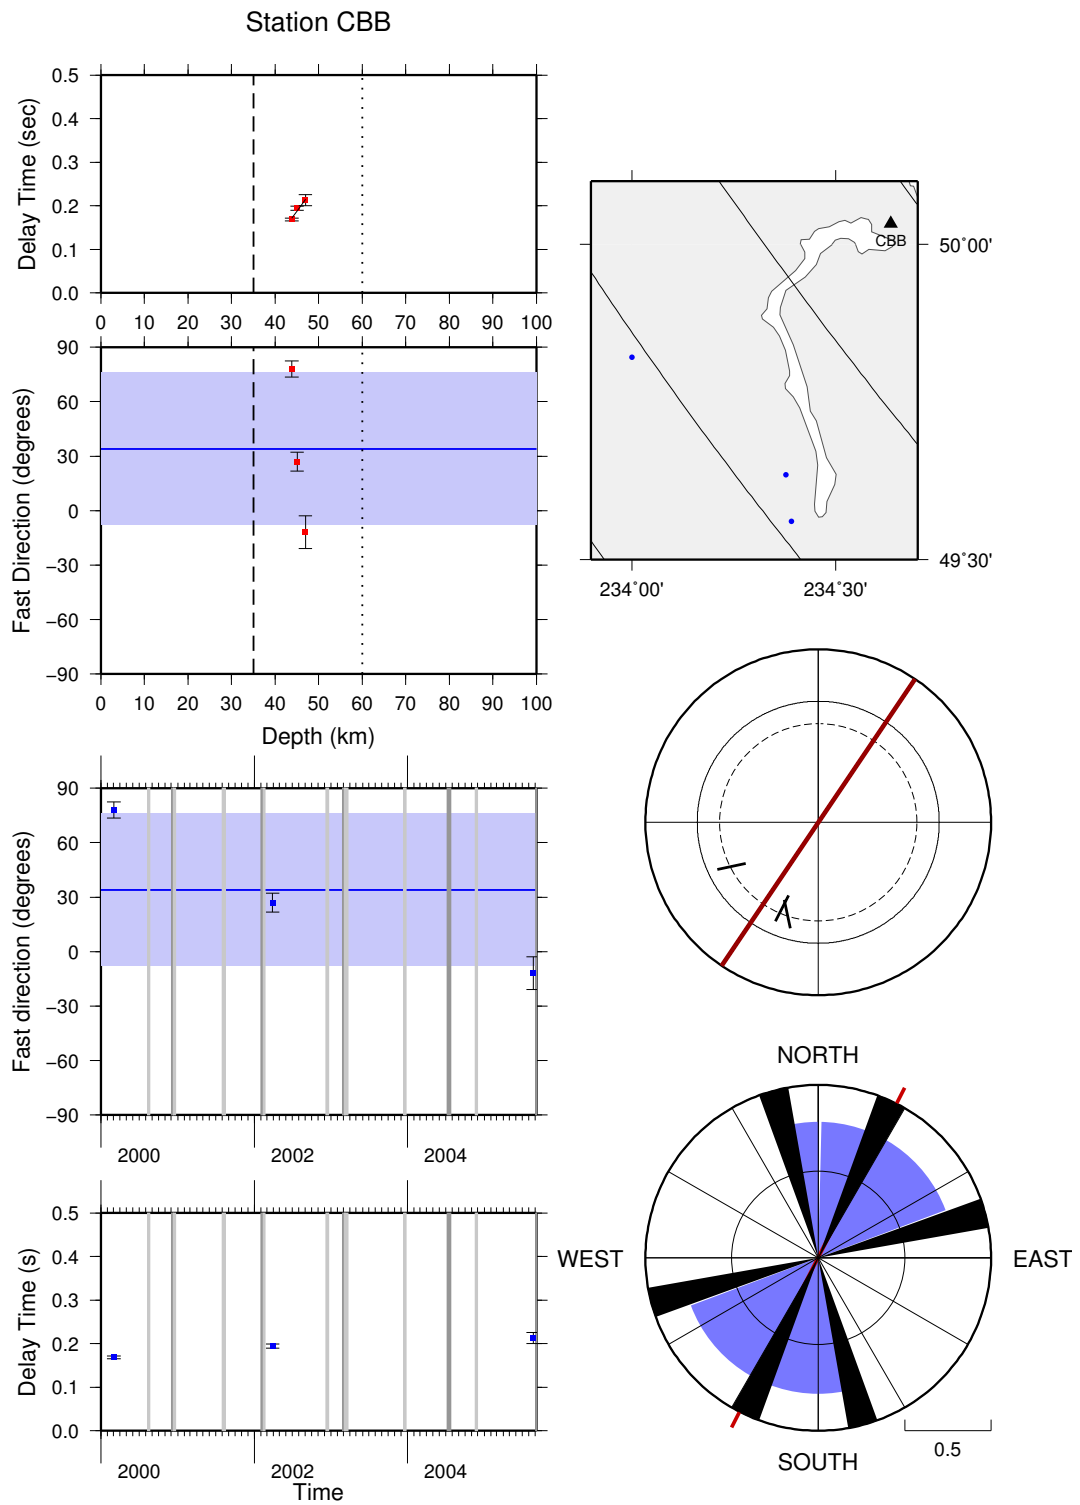 Station CBB
Delay Time (sec)
0.5
0.4
0.3
0.2
0.1
0.0
0 10 20 30 40 50 60 70 80 90 100
Fast Direction (degrees)
90
60
30
0
−30
−60
−90
0 10 20 30 40 50 60 70 80 90 100
Depth (km)
Fast direction (degrees)
90
60
30
0
−30
−60
−90
2000 2002 2004
Delay Time (s)
0.5
0.4
0.3
0.2
0.1
0.0
2000 2002 2004
Time
CBB
50˚00'
49˚30'
234˚00' 234˚30'
NORTH
WEST
EAST
SOUTH
0.5